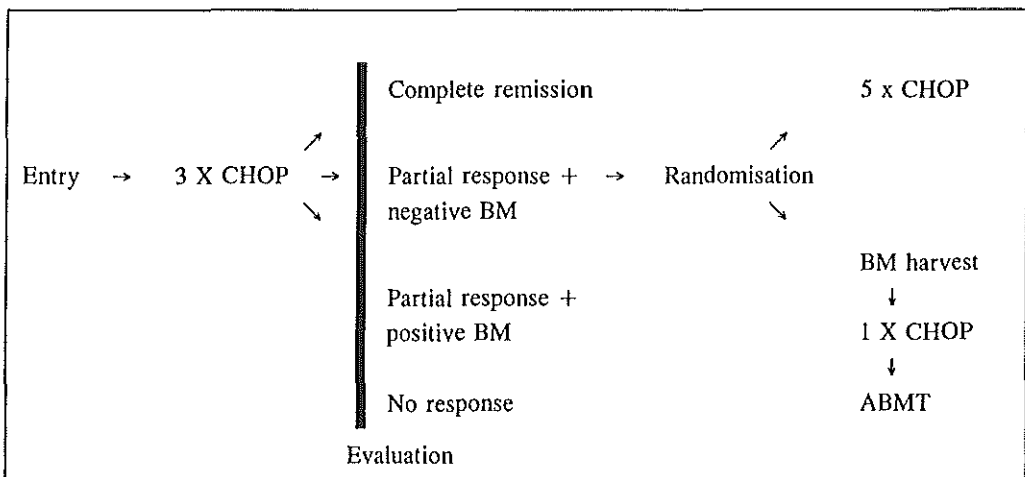 Complete remission 5 x CHOP
Entry → 3 X CHOP → Partial response + → Randomisation
negative BM
BM harvest
Partial response +
positive BM 1 X CHOP
No response ABMT
Evaluation